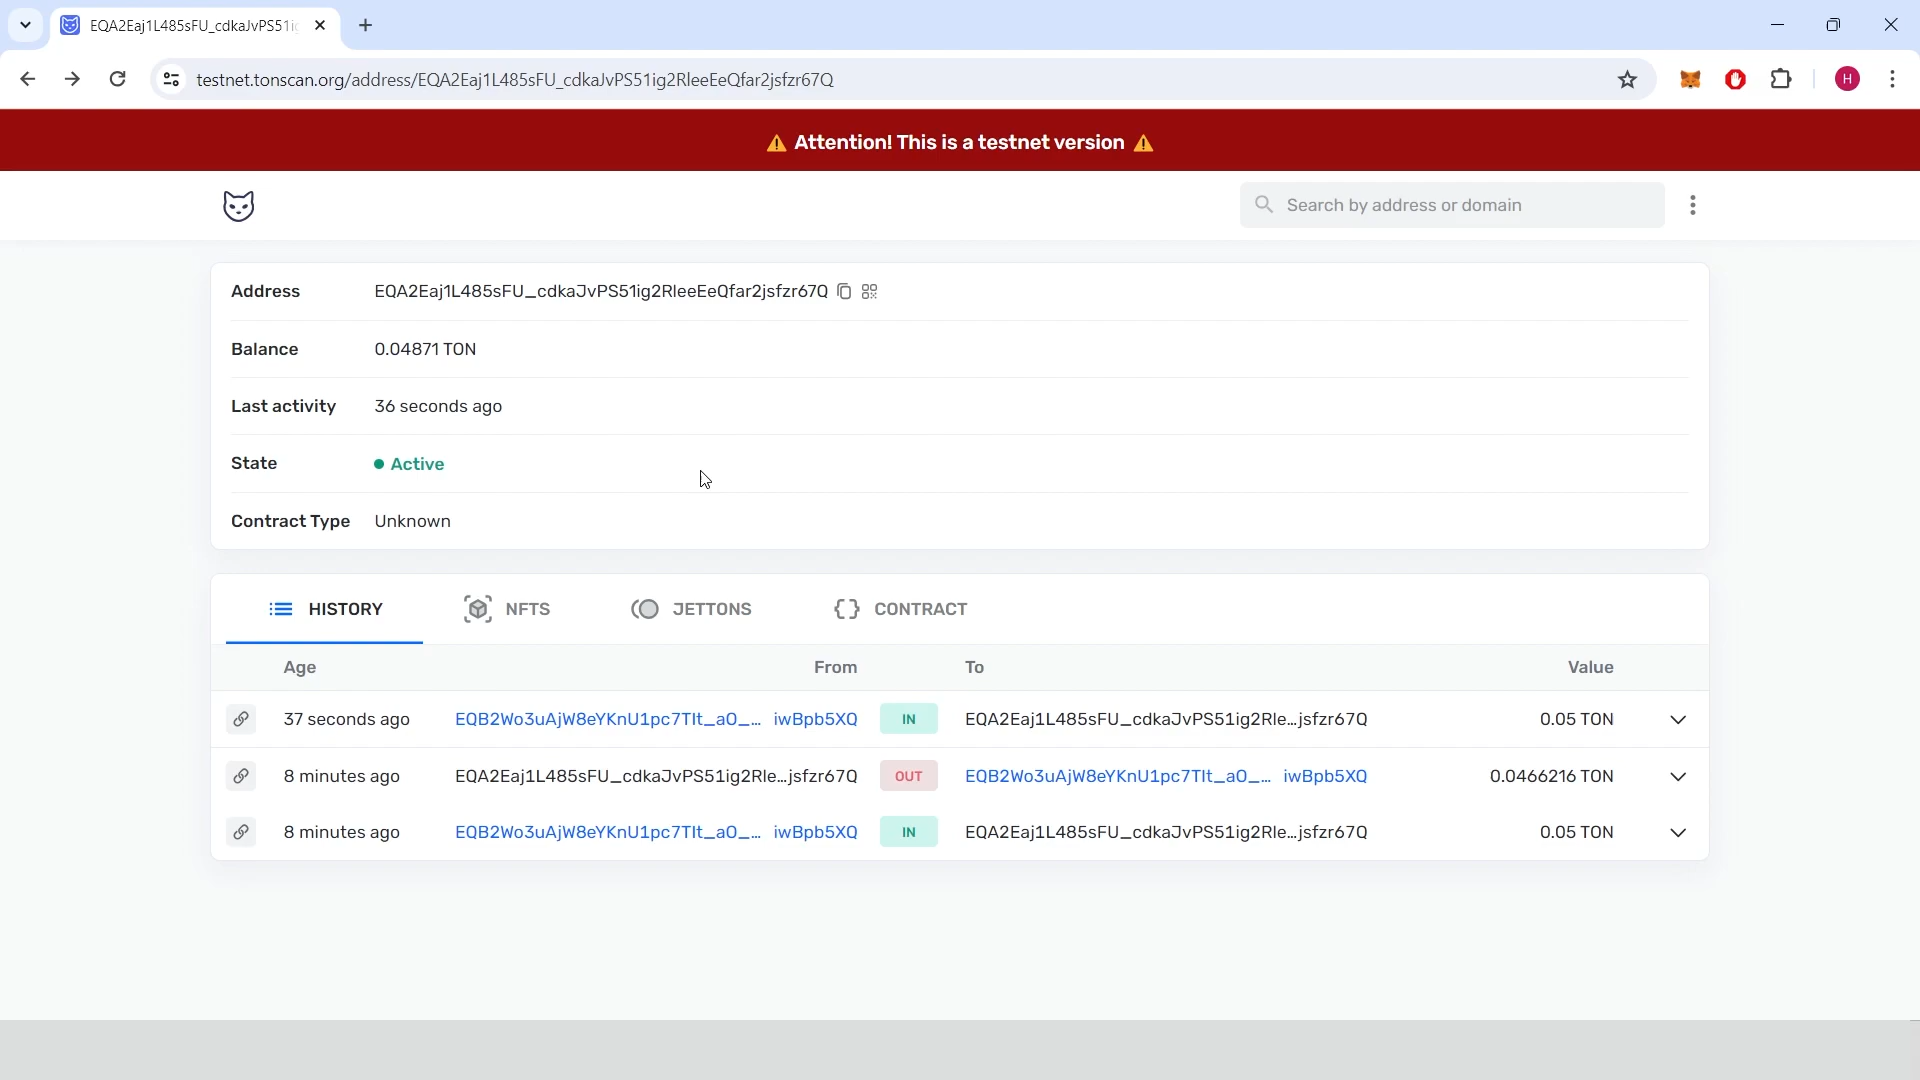 EQA2Eaj1L485sFU_cdkaJvPS51i
testnet.tonscan.org/address/EQA2Eaj1L485sFU_cdkaJvPS51ig2RleeEeQfar2jsfzr67Q
H
Attention! This is a testnet version
Search by address or domain
Address EQA2Eaj1L485sFU_cdkaJvPS51ig2RleeEeQfar2jsfzr67Q
Balance 0.04871 TON
Last activity 36 seconds ago
State Active
Contract Type Unknown
HISTORY NFTS JETTONS CONTRACT
Age From To Value
37 seconds ago EQB2Wo3uAjW8eYKnU1pc7TIt_aO_… iwBpb5XQ IN EQA2Eaj1L485sFU_cdkaJvPS51ig2Rle…jsfzr67Q 0.05 TON
8 minutes ago EQA2Eaj1L485sFU_cdkaJvPS51ig2Rle…jsfzr67Q OUT EQB2Wo3uAjW8eYKnU1pc7TIt_aO_… iwBpb5XQ 0.0466216 TON
8 minutes ago EQB2Wo3uAjW8eYKnU1pc7TIt_aO_… iwBpb5XQ IN EQA2Eaj1L485sFU_cdkaJvPS51ig2Rle…jsfzr67Q 0.05 TON